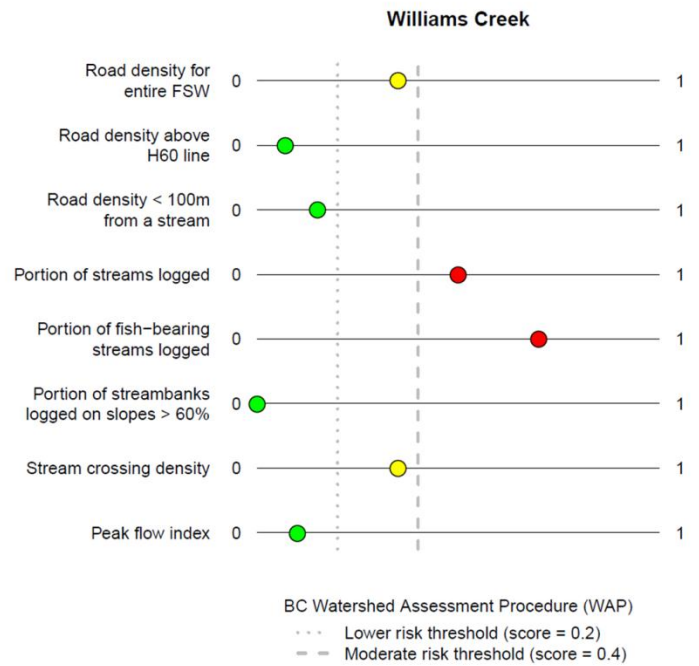 Williams Creek
Road density for
entire FSW
0 1
Road density above
H60 line
0 1
Road density < 100m
from a stream
0 1
Portion of streams logged
0 1
Portion of fish−bearing
streams logged
0 1
Portion of streambanks
logged on slopes > 60%
0 1
Stream crossing density
0 1
Peak flow index
0 1
BC Watershed Assessment Procedure (WAP)
Lower risk threshold (score = 0.2)
Moderate risk threshold (score = 0.4)